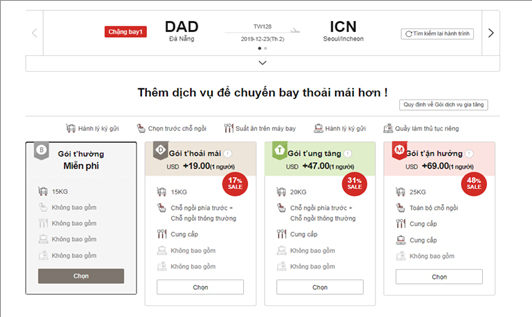 Chặng bay1
DAD
Đà Nẵng
TW128
2019-12-23(Th.2)
ICN
Seoul/Incheon
Tìm kiếm lại hành trình
Thêm dịch vụ để chuyến bay thoải mái hơn !
Quy định về Gói dịch vụ gia tăng
Hành lý ký gửi
Chọn trước chỗ ngồi
Suất ăn trên máy bay
Hành lý ký gửi
Quầy làm thủ tục riêng
Gói t'hường
Miễn phí
15KG
Không bao gồm
Không bao gồm
Không bao gồm
Không bao gồm
Chọn
Gói t'hoải mái
USD +19.00(1 người)
17%
SALE
15KG
Chỗ ngồi phía trước +
Chỗ ngồi thông thường
Cung cấp
Không bao gồm
Không bao gồm
Chọn
Gói t'ung tăng
USD +47.00(1 người)
31%
SALE
20KG
Chỗ ngồi phía trước +
Chỗ ngồi thông thường
Cung cấp
Không bao gồm
Không bao gồm
Chọn
M
Gói t'ận hưởng
USD +69.00(1 người)
48%
SALE
25KG
Toàn bộ chỗ ngồi
Cung cấp
Cung cấp
Không bao gồm
Chọn